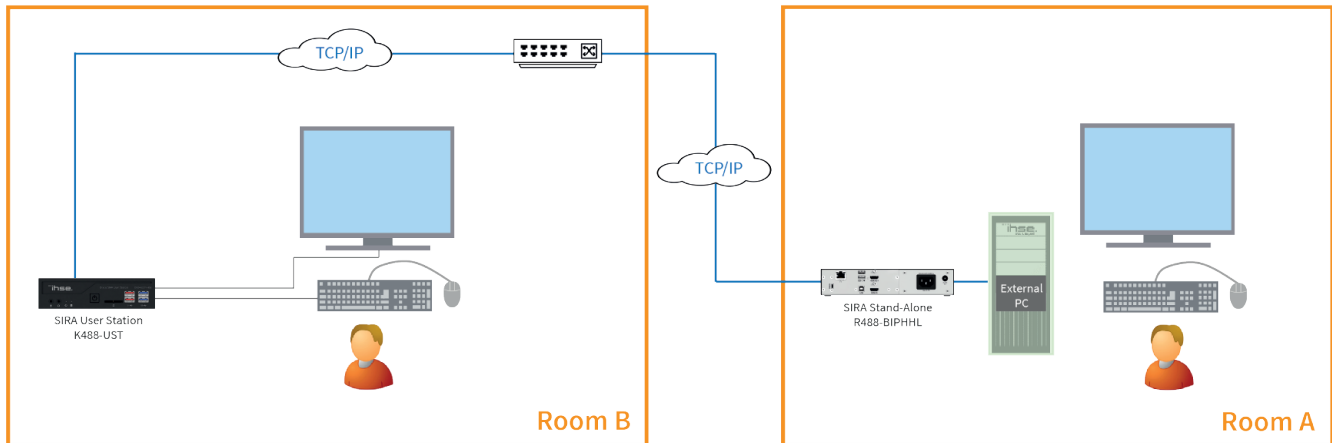 TCP/IP
TCP/IP
ihse.
SIRA User Station
K488-UST
SIRA Stand-Alone
R488-BIPHHL
ihse.
External
PC
Room B
Room A